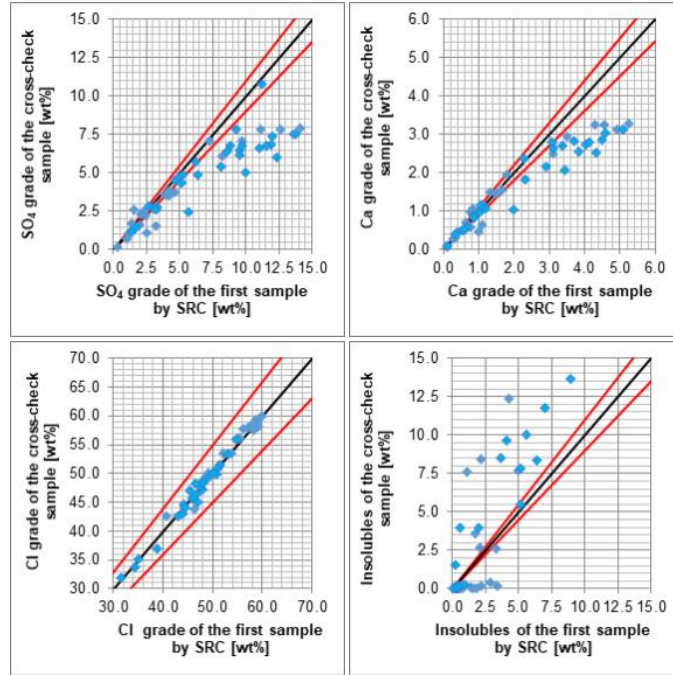 SO₄ grade of the cross-check
sample [wt%]
15.0
12.5
10.0
7.5
5.0
2.5
0.0
0.0 2.5 5.0 7.5 10.0 12.5 15.0
SO₄ grade of the first sample
by SRC [wt%]
Ca grade of the cross-check
sample [wt%]
6.0
5.0
4.0
3.0
2.0
1.0
0.0
0.0 1.0 2.0 3.0 4.0 5.0 6.0
Ca grade of the first sample
by SRC [wt%]
Cl grade of the cross-check
sample [wt%]
70.0
65.0
60.0
55.0
50.0
45.0
40.0
35.0
30.0
30.0 40.0 50.0 60.0 70.0
Cl grade of the first sample
by SRC [wt%]
Insolubles of the cross-check
sample [wt%]
15.0
12.5
10.0
7.5
5.0
2.5
0.0
0.0 2.5 5.0 7.5 10.0 12.5 15.0
Insolubles of the first sample
by SRC [wt%]